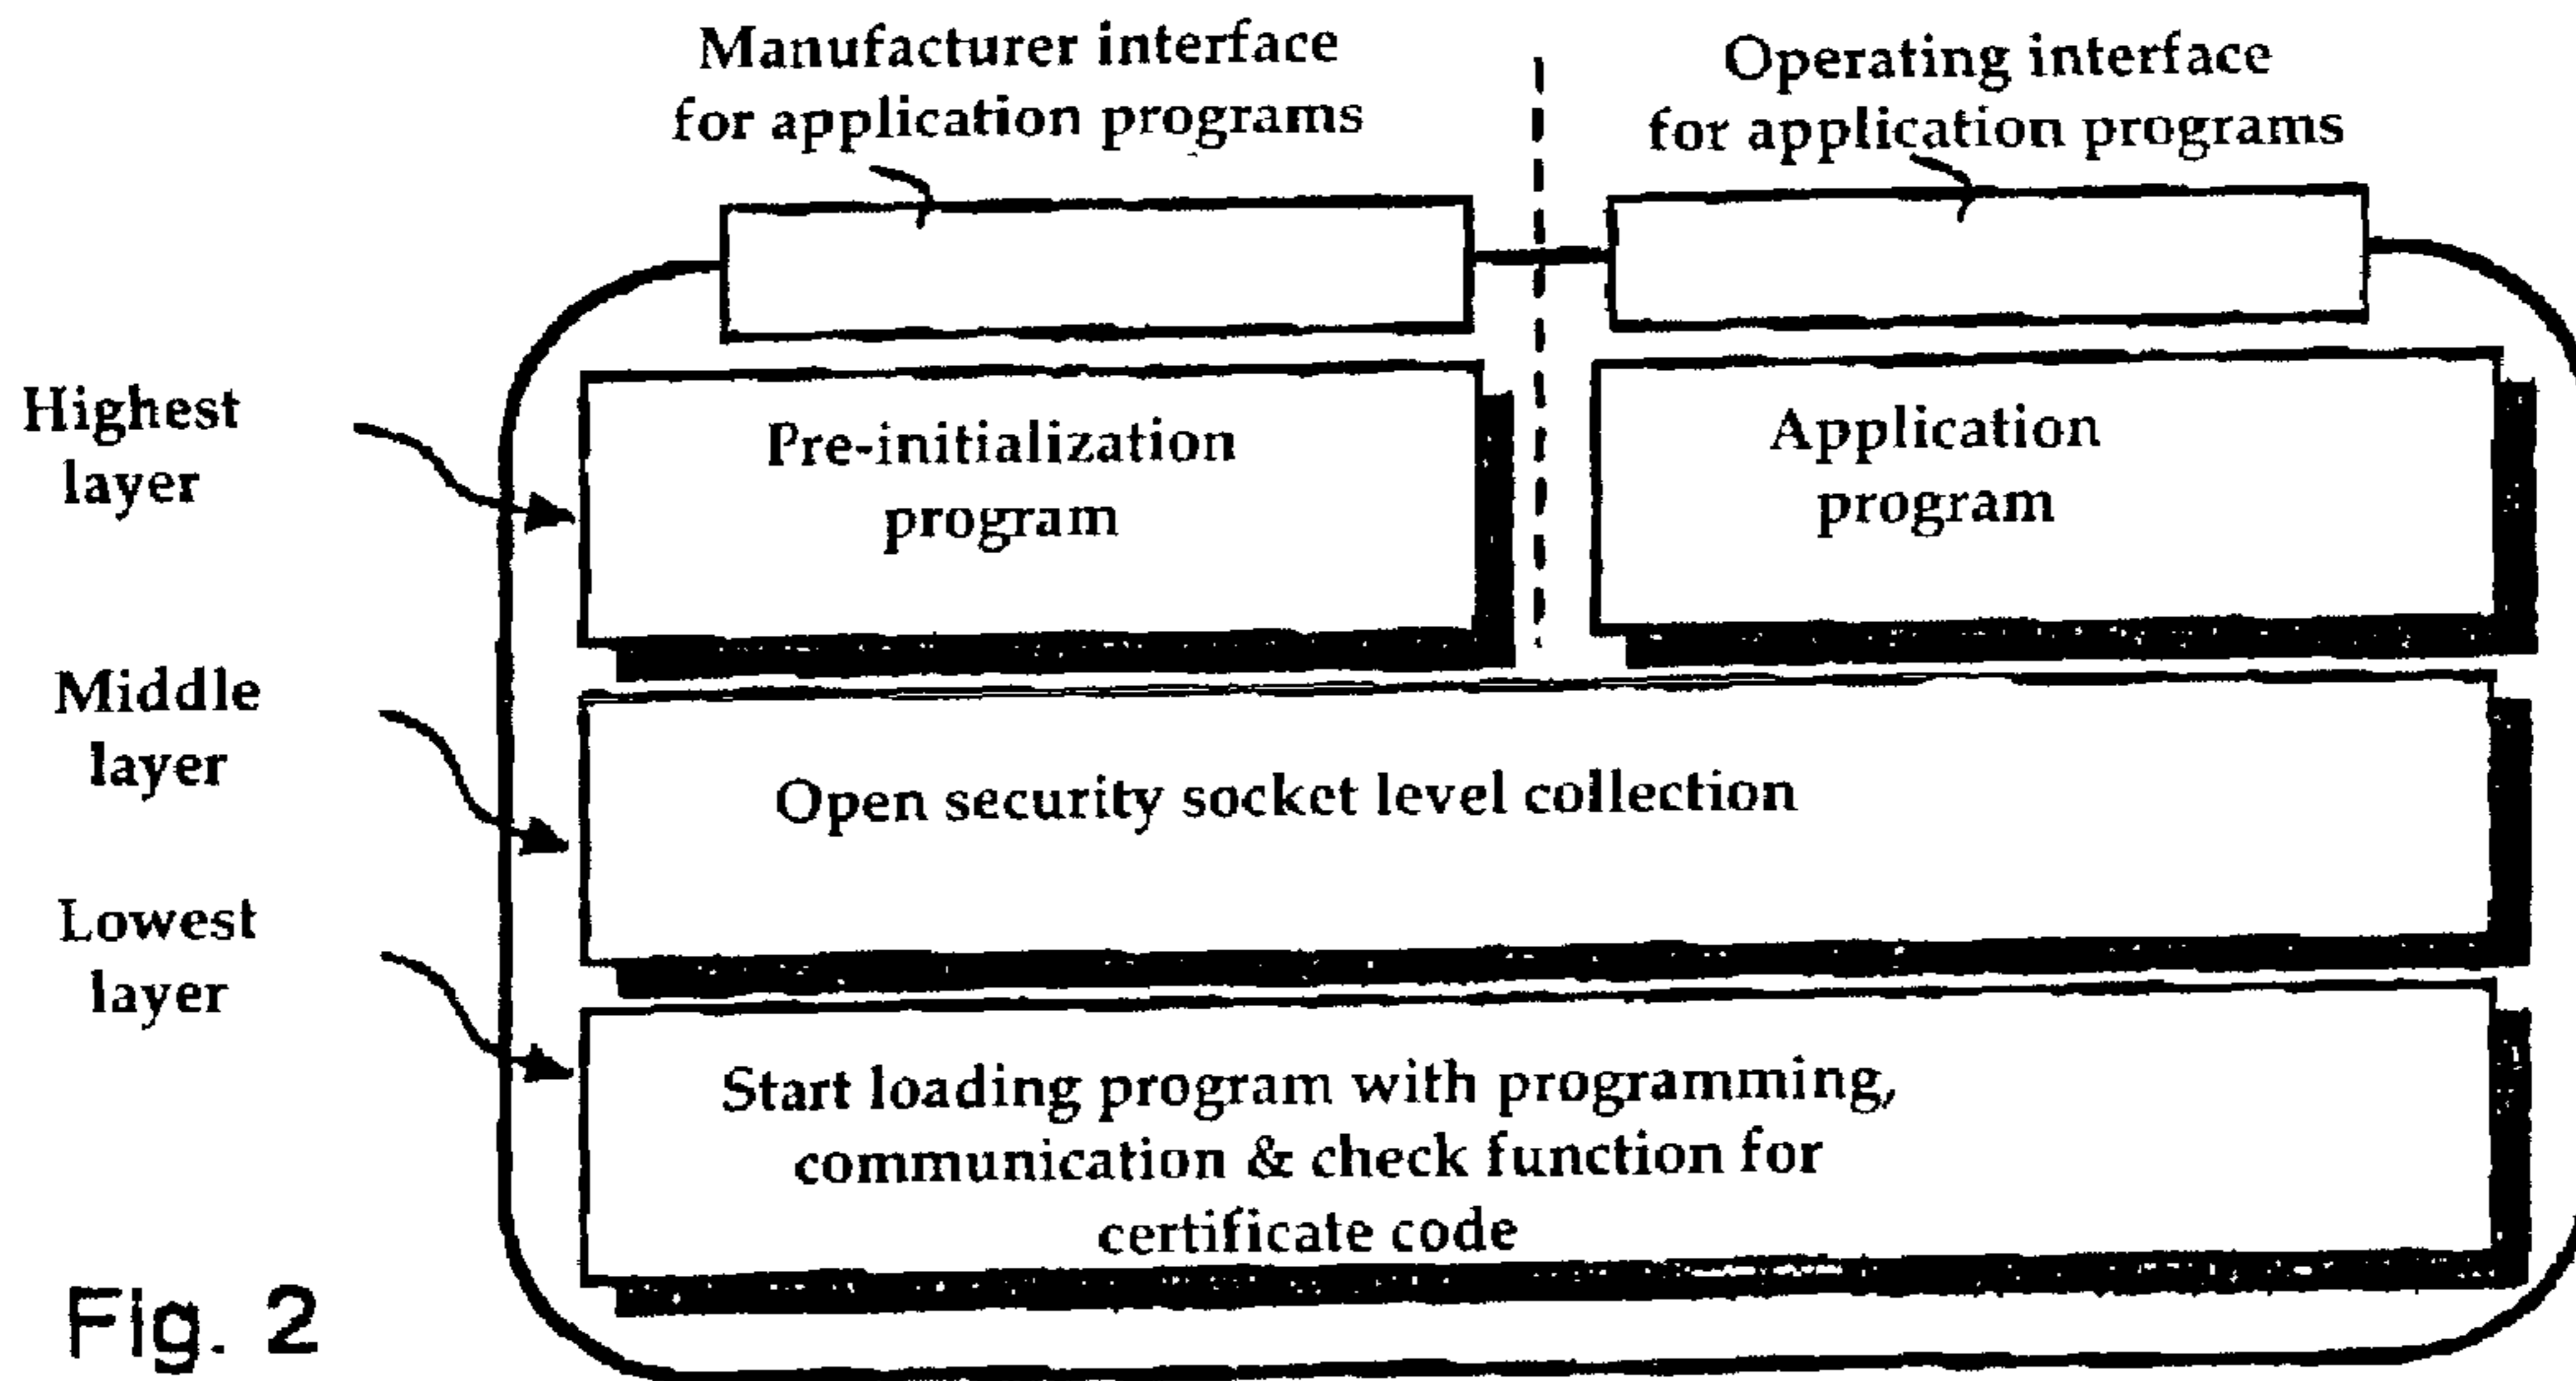 Manufacturer interface
for application programs
Operating interface
for application programs
Highest
layer
Pre-initialization
program
Application
program
Middle
layer
Open security socket level collection
Lowest
layer
Start loading program with programming,
communication & check function for
certificate code
Fig. 2